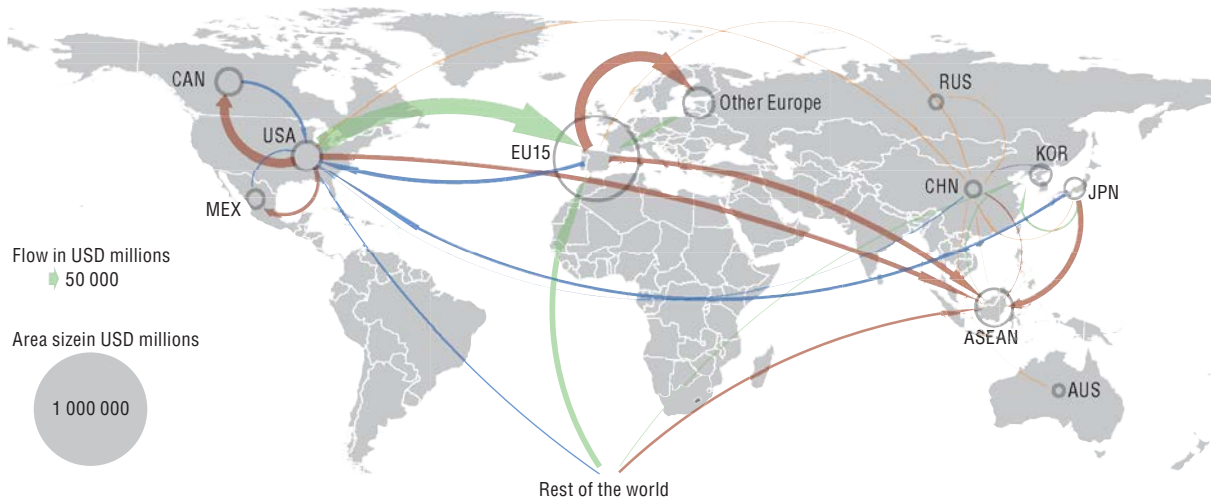 CAN
USA
MEX
EU15
Other Europe
RUS
KOR
CHN
JPN
ASEAN
AUS
Flow in USD millions
50 000
Area sizein USD millions
1 000 000
Rest of the world